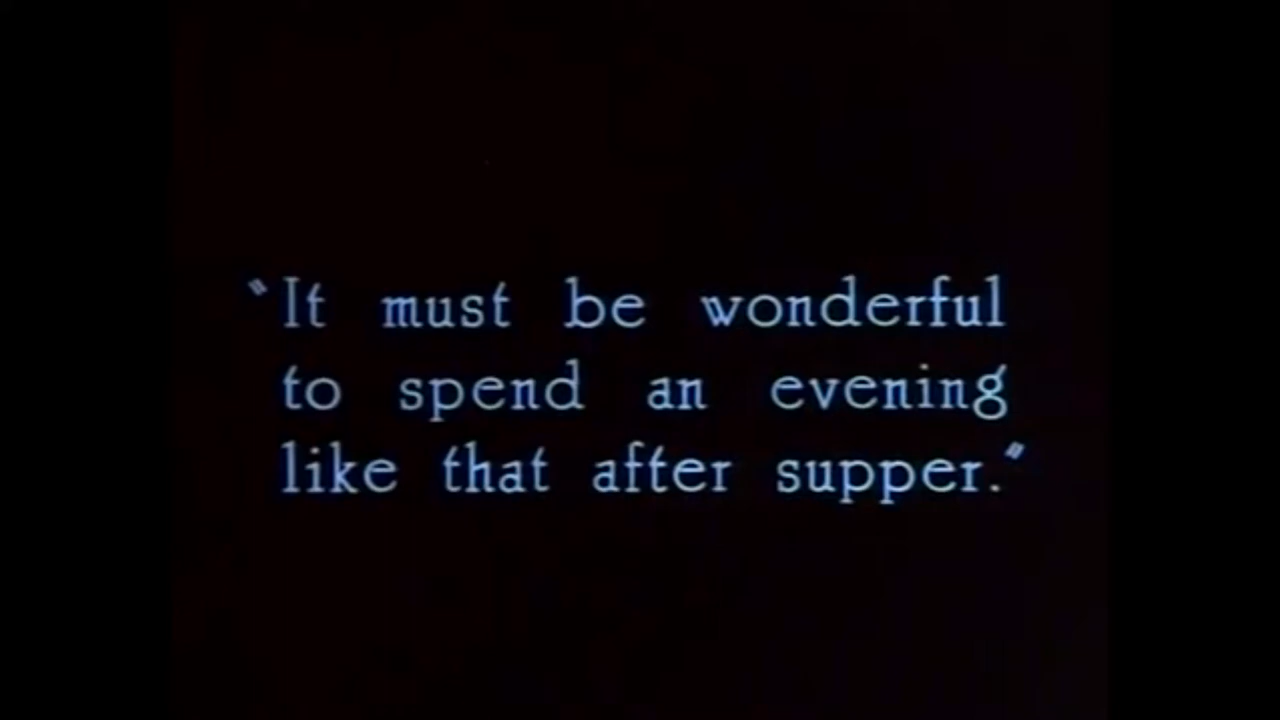 "It must be wonderful
to spend an evening
like that after supper."